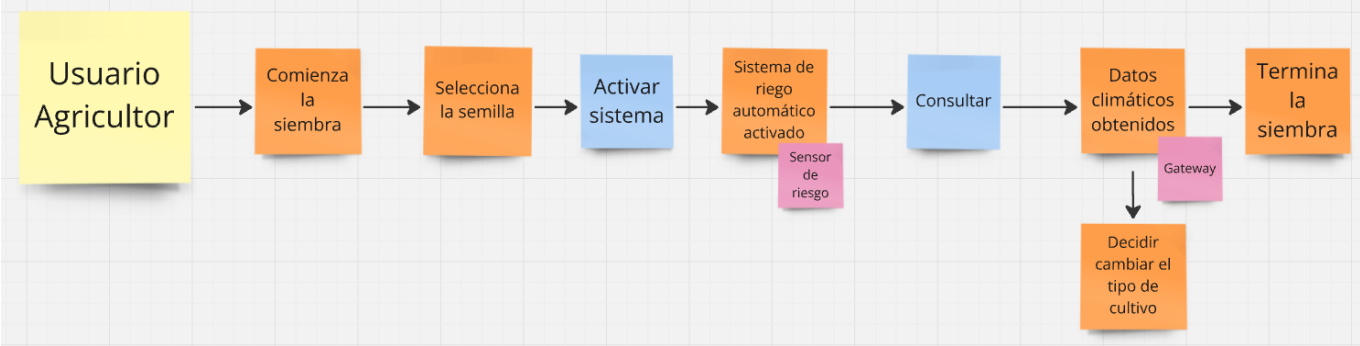 Usuario
Agricultor
Comienza
la
siembra
Selecciona
la semilla
Activar
sistema
Sistema de
riego
automático
activado
Sensor
de
riesgo
Consultar
Datos
climáticos
obtenidos
Gateway
Termina
la
siembra
Decidir
cambiar el
tipo de
cultivo